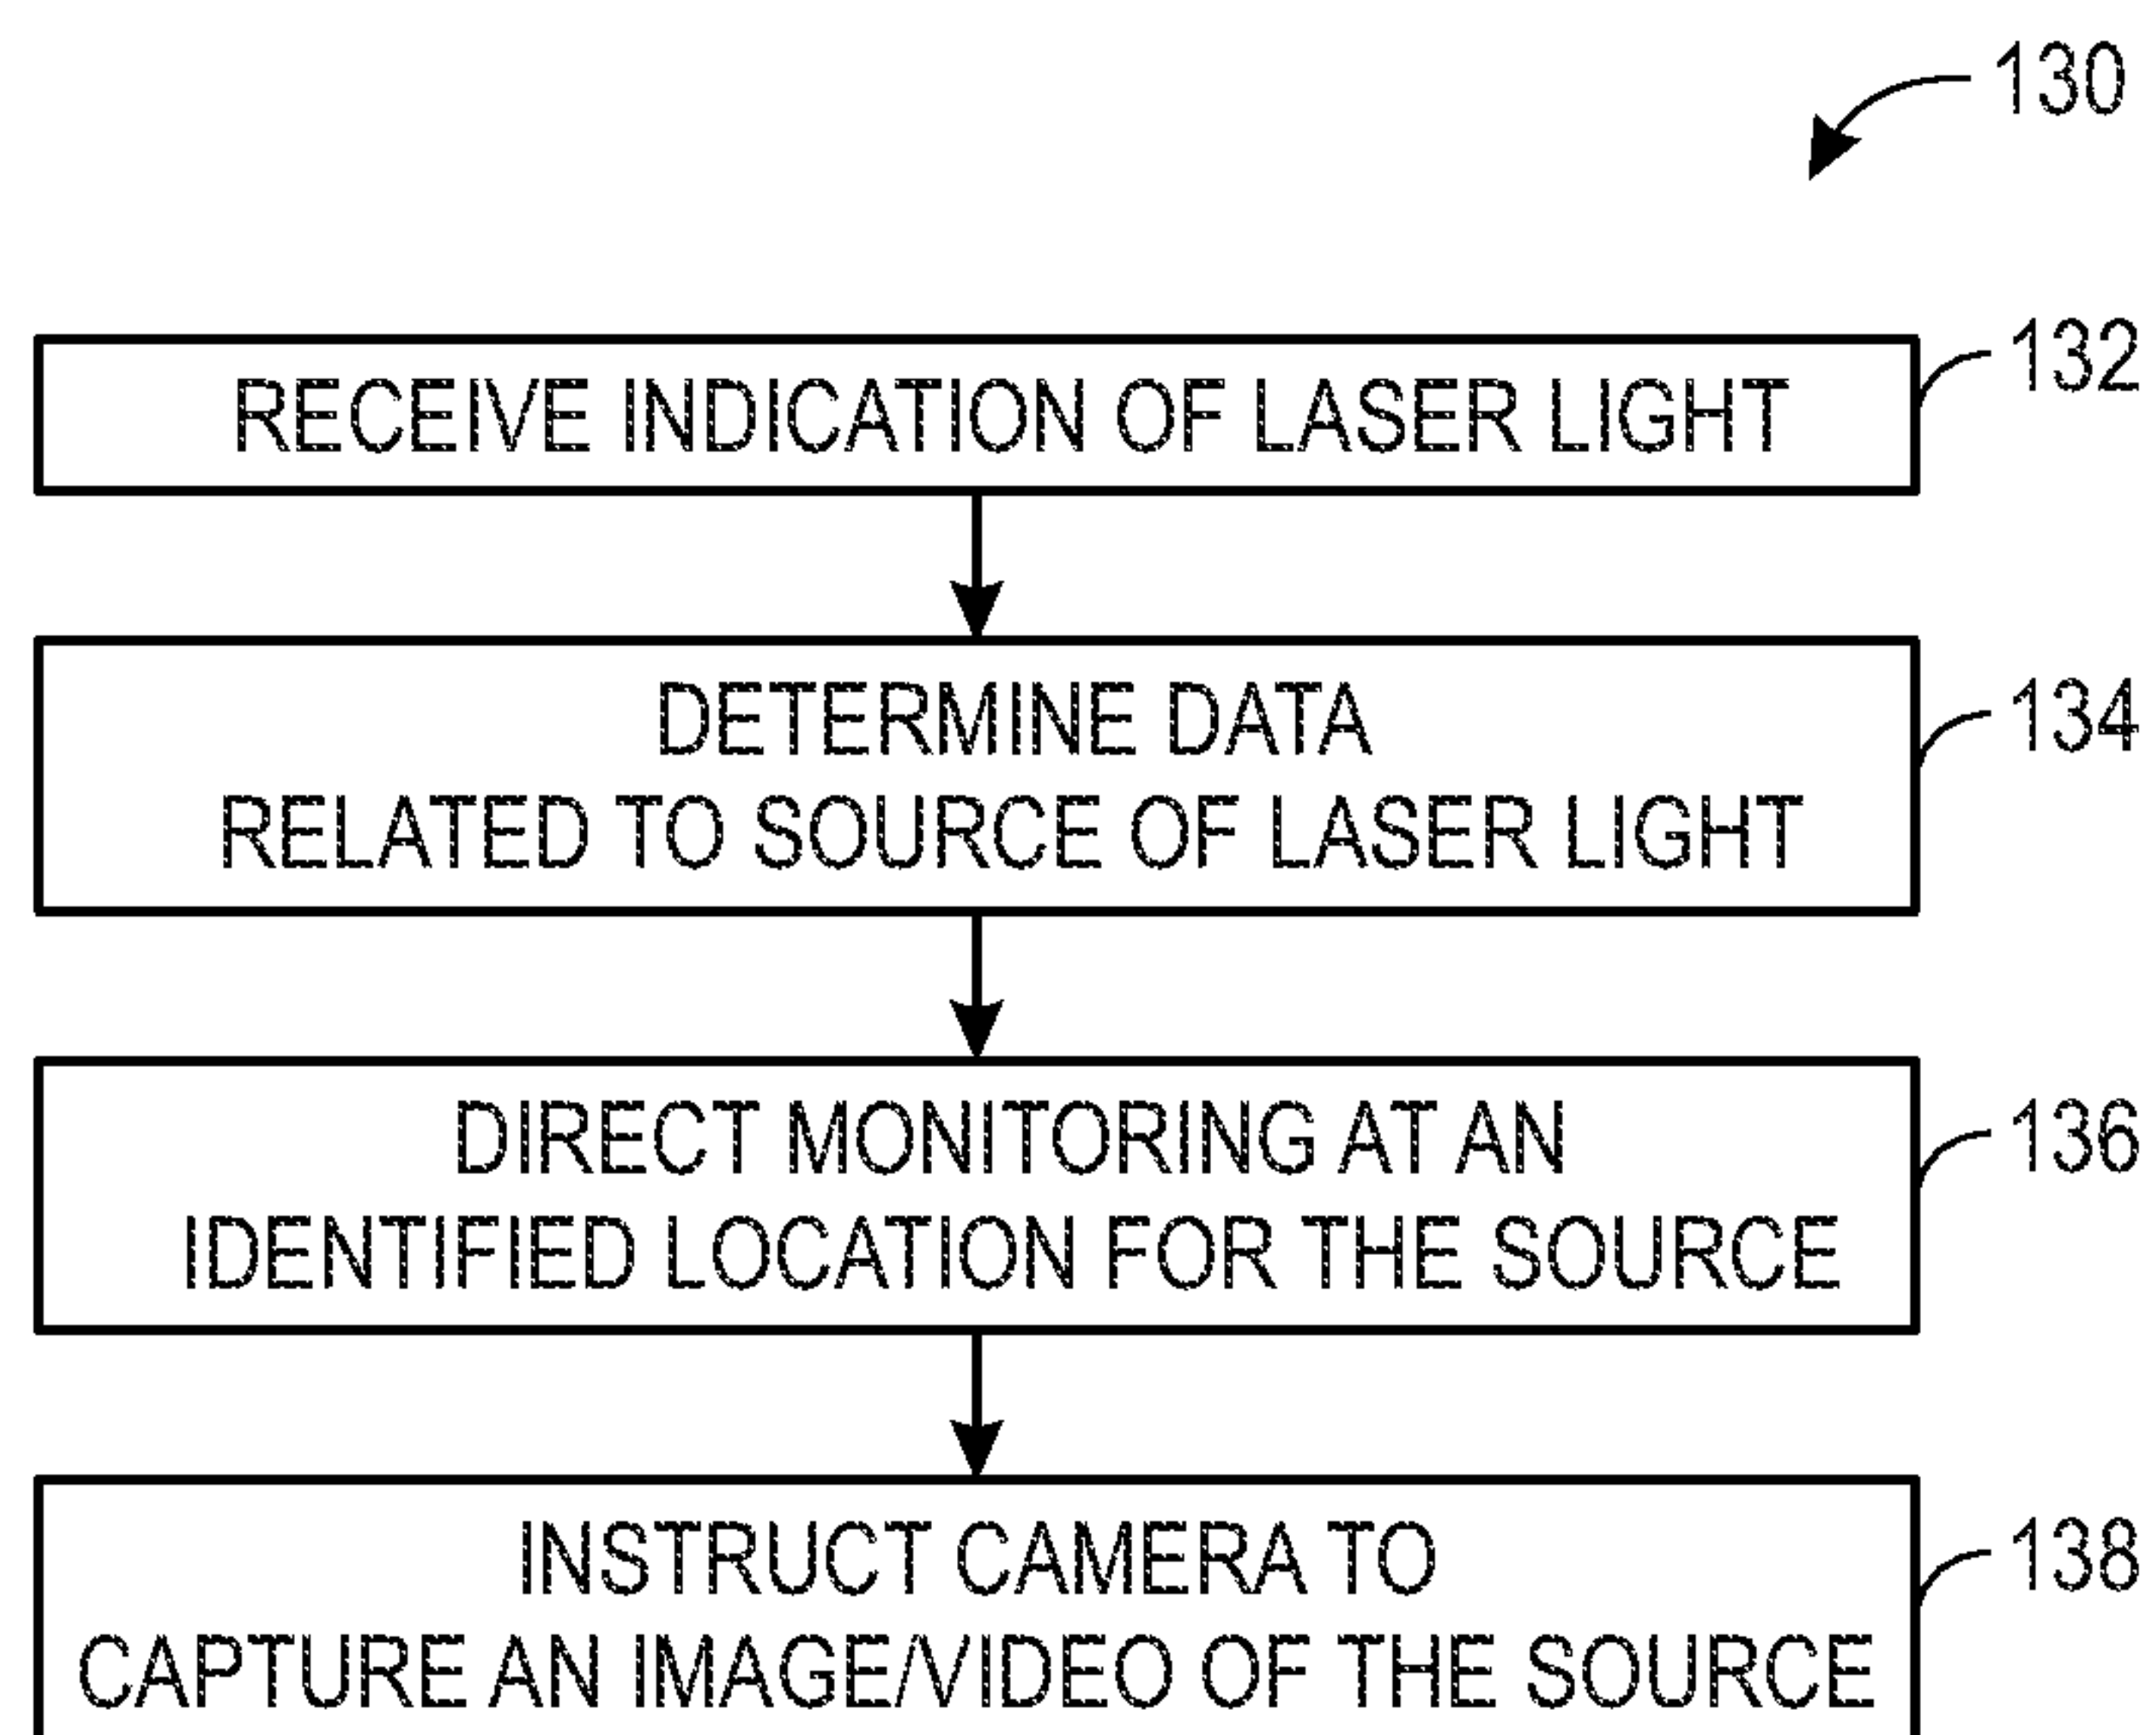 130
RECEIVE INDICATION OF LASER LIGHT
132
DETERMINE DATA
RELATED TO SOURCE OF LASER LIGHT
134
DIRECT MONITORING AT AN
IDENTIFIED LOCATION FOR THE SOURCE
136
INSTRUCT CAMERA TO
CAPTURE AN IMAGE/VIDEO OF THE SOURCE
138